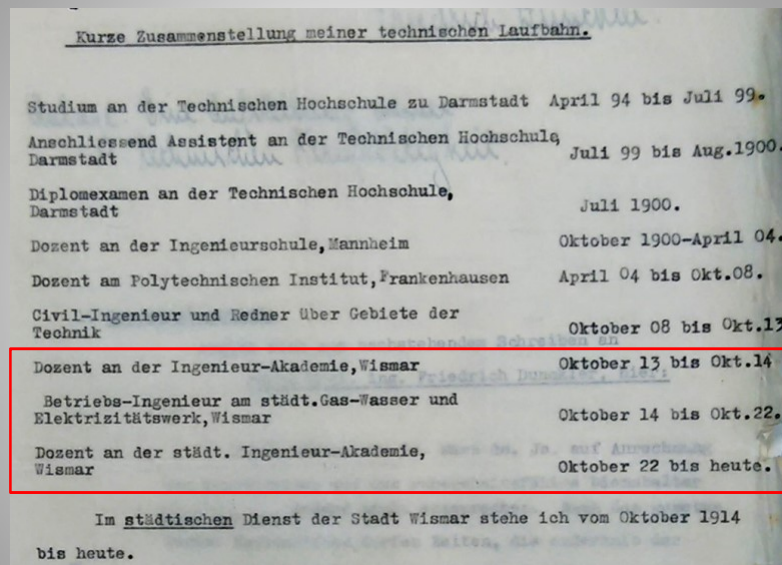 Kurze Zusammenstellung meiner technischen Laufbahn.
Studium an der Technischen Hochschule zu Darmstadt April 94 bis Juli 99.
Anschliessend Assistent an der Technischen Hochschule,
Darmstadt Juli 99 bis Aug.1900.
Diplomexamen an der Technischen Hochschule,
Darmstadt Juli 1900.
Dozent an der Ingenieurschule,Mannheim Oktober 1900-April 04.
Dozent am Polytechnischen Institut,Frankenhausen April 04 bis Okt.08.
Civil-Ingenieur und Redner über Gebiete der
Technik Oktober 08 bis Okt.13
Dozent an der Ingenieur-Akademie,Wismar Oktober 13 bis Okt.14
Betriebs-Ingenieur am städt.Gas-Wasser und
Elektrizitätswerk,Wismar Oktober 14 bis Okt.22.
Dozent an der städt. Ingenieur-Akademie,
Wismar Oktober 22 bis heute.
Im städtischen Dienst der Stadt Wismar stehe ich vom Oktober 1914
bis heute.